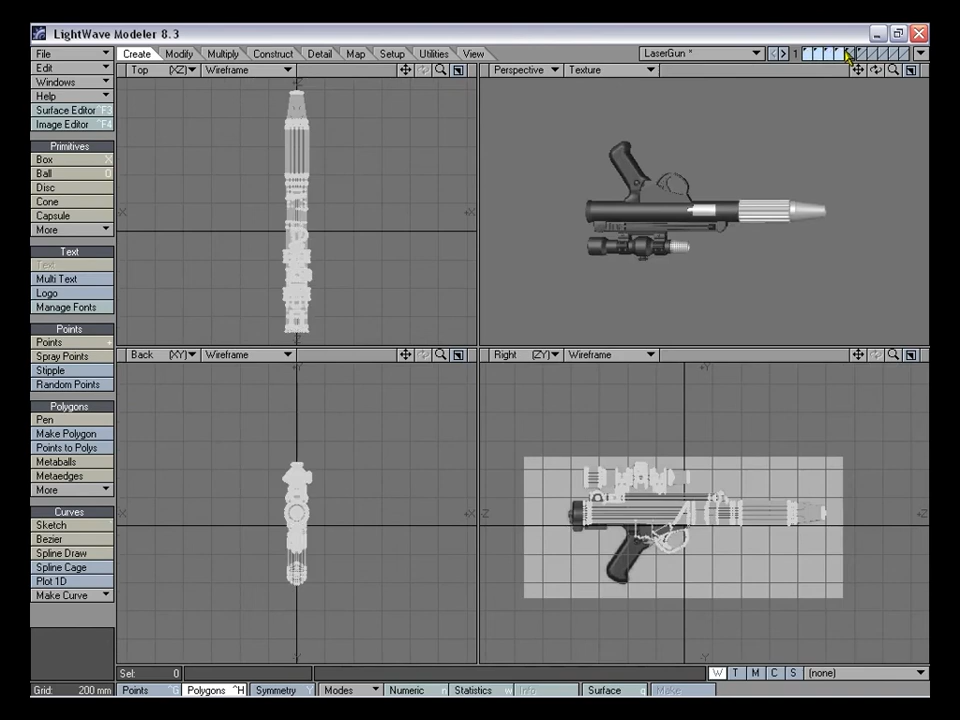 LightWave Modeler 8.3
File Create Modify Multiply Construct Detail Map Setup Utilities View LaserGun * 1
Edit Top (XZ) Wireframe Perspective Texture
Windows
Help
Surface Editor F3
Image Editor ^F4
Primitives
Box X
Ball O
Disc
Cone
Capsule
More
Text
Text
Multi Text
Logo
Manage Fonts
Points
Points +
Spray Points
Stipple
Random Points
Back (XY) Wireframe Right (ZY) Wireframe
Polygons
Pen
Make Polygon
Points to Polys
Metaballs
Metaedges
More
Curves
Sketch
Bezier
Spline Draw
Spline Cage
Plot 1D
Make Curve
Sel: 0 W T M C S (none)
Grid: 200 mm Points ^G Polygons ^H Symmetry Y Modes Numeric n Statistics w Info i Surface q Make